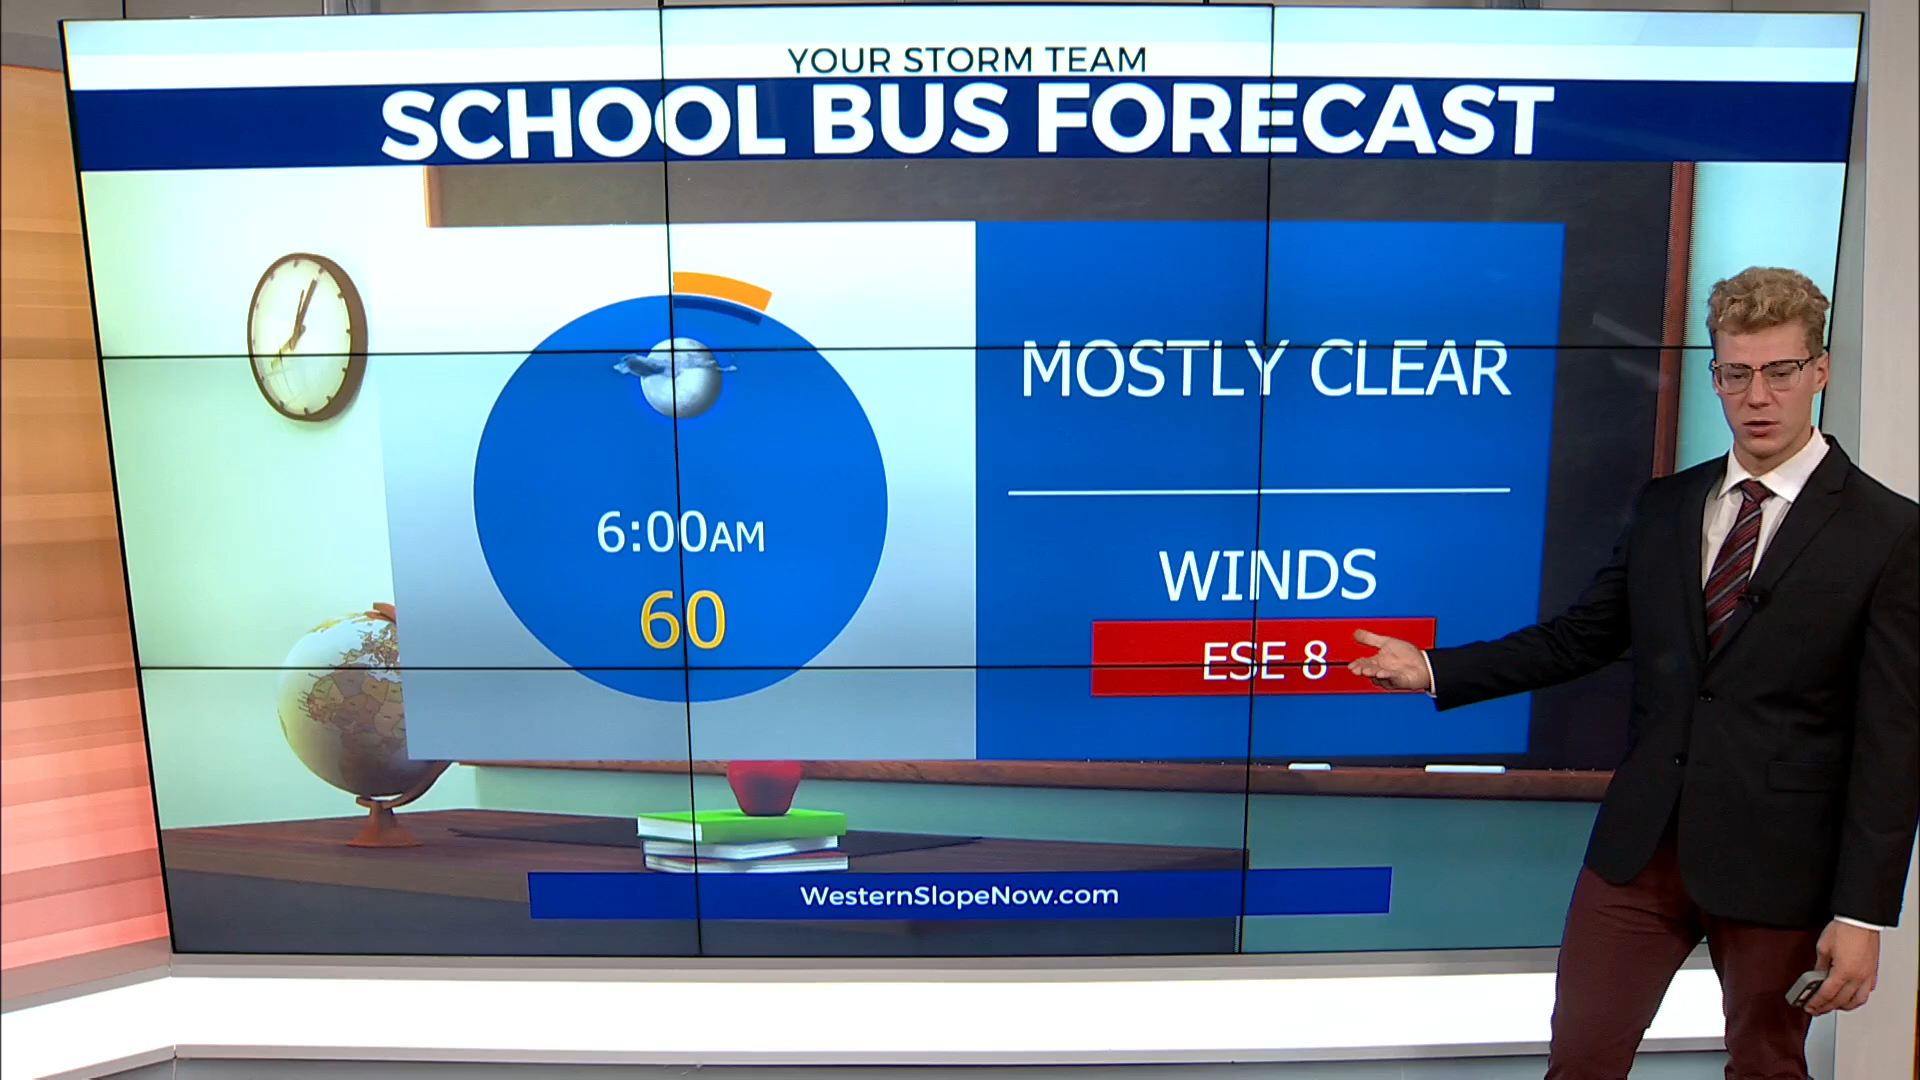 YOUR STORM TEAM
SCHOOL BUS FORECAST
MOSTLY CLEAR
6:00AM
60
WINDS
ESE 8
WesternSlopeNow.com